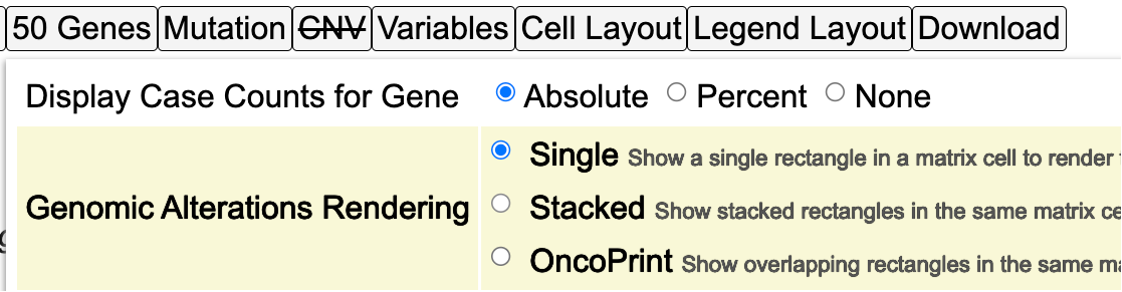 50 Genes Mutation CNV Variables Cell Layout Legend Layout Download
Display Case Counts for Gene Absolute Percent None
Single Show a single rectangle in a matrix cell to render
Genomic Alterations Rendering Stacked Show stacked rectangles in the same matrix
OncoPrint Show overlapping rectangles in the same